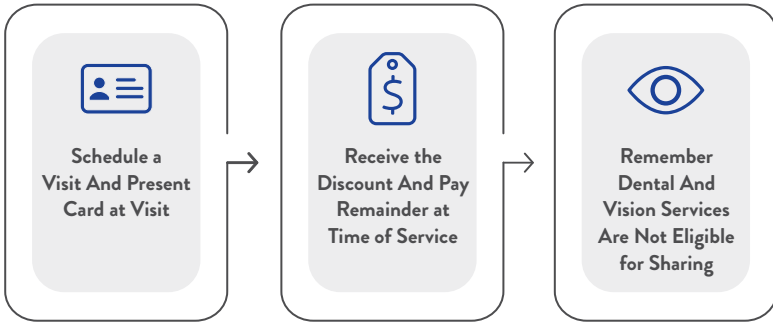 Schedule a
Visit And Present
Card at Visit
$
Receive the
Discount And Pay
Remainder at
Time of Service
Remember
Dental And
Vision Services
Are Not Eligible
for Sharing